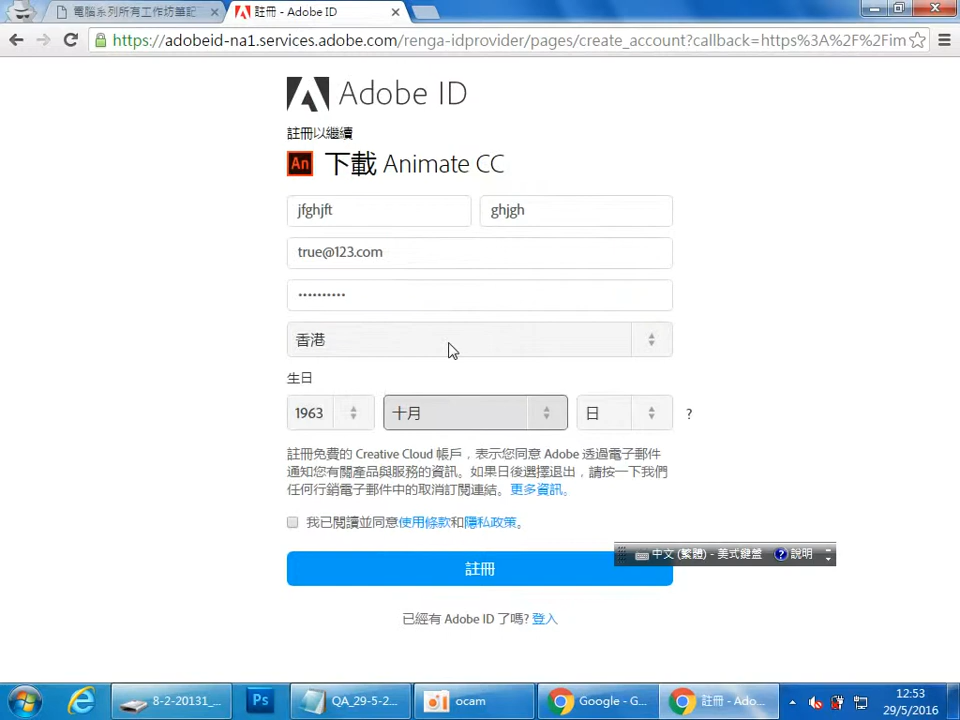 電腦系列所有工作坊筆記
註冊 - Adobe ID
https://adobeid-na1.services.adobe.com/renga-idprovider/pages/create_account?callback=https%3A%2F%2Fim
Adobe ID
註冊以繼續
An 下載 Animate CC
jfghjft ghjgh
true@123.com
••••••••••
香港
生日
1963 十月 日 ?
註冊免費的 Creative Cloud 帳戶，表示您同意 Adobe 透過電子郵件
通知您有關產品與服務的資訊。如果日後選擇退出，請按一下我們
任何行銷電子郵件中的取消訂閱連結。更多資訊。
我已閱讀並同意使用條款和隱私政策。
中文 (繁體) - 美式鍵盤 ? 說明
註冊
已經有 Adobe ID 了嗎? 登入
8-2-20131_... Ps QA_29-5-2... ocam Google - G... 註冊 - Ado... 12:53
29/5/2016